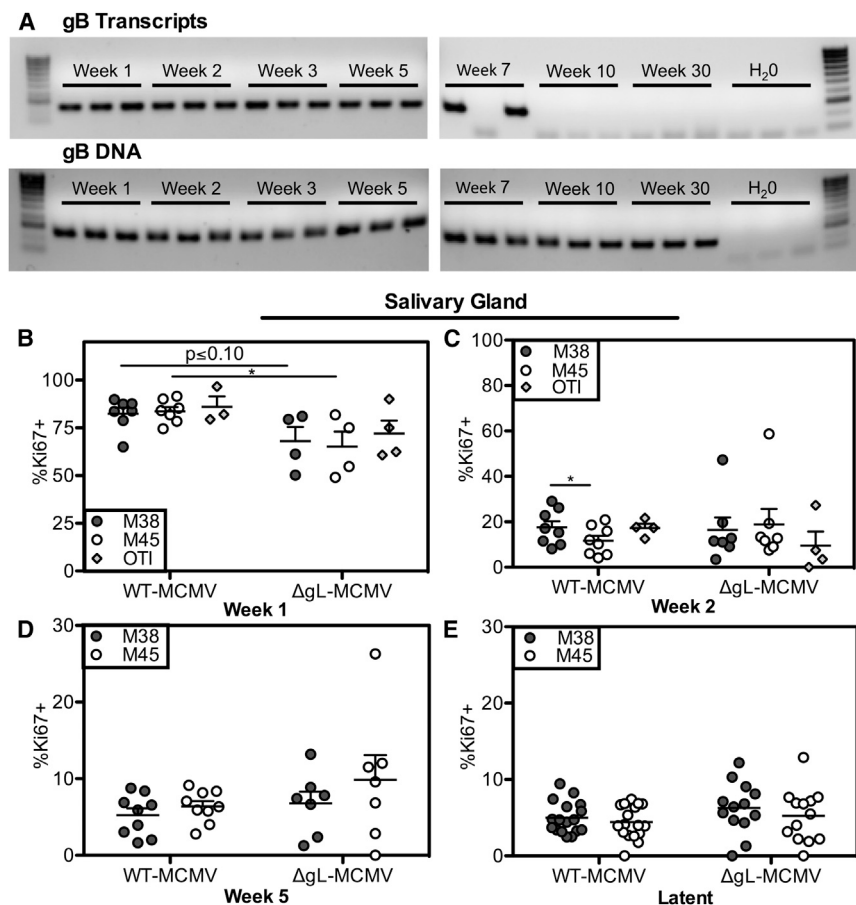 A gB Transcripts
Week 1 Week 2 Week 3 Week 5 Week 7 Week 10 Week 30 H₂0
gB DNA
Week 1 Week 2 Week 3 Week 5 Week 7 Week 10 Week 30 H₂0
Salivary Gland
B
%Ki67+
100
75
50
25
0
p≤0.10
*
M38
M45
OTI
WT-MCMV ΔgL-MCMV
Week 1
C
%Ki67+
100
80
60
40
20
0
M38
M45
OTI
*
WT-MCMV ΔgL-MCMV
Week 2
D
%Ki67+
30
20
10
0
M38
M45
WT-MCMV ΔgL-MCMV
Week 5
E
%Ki67+
30
20
10
0
M38
M45
WT-MCMV ΔgL-MCMV
Latent